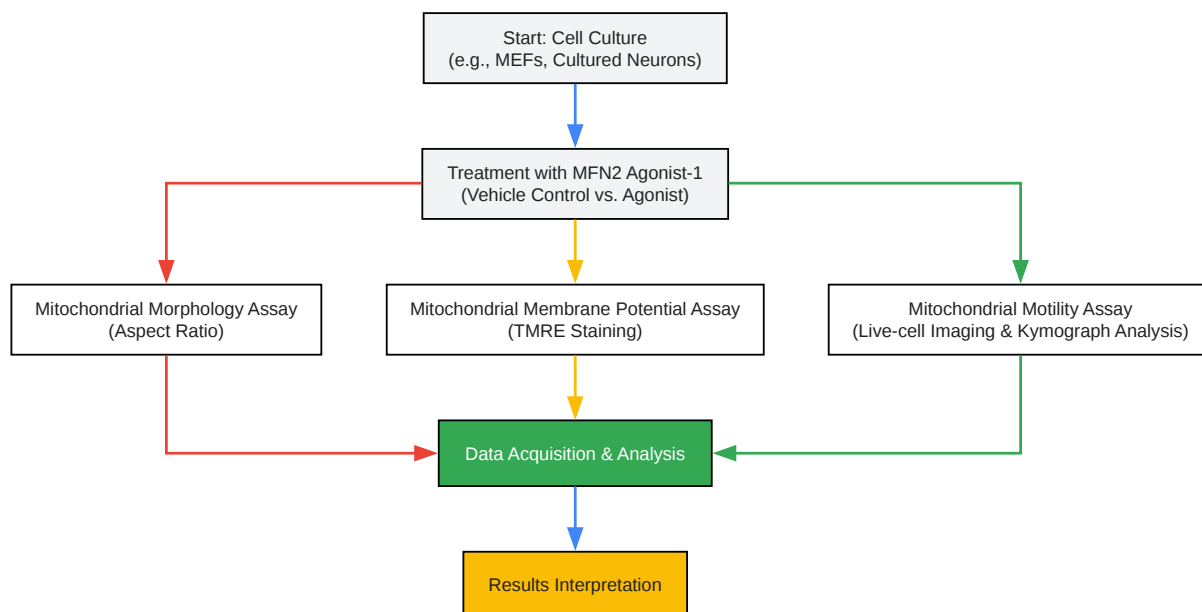 Start: Cell Culture
(e.g., MEFs, Cultured Neurons)
Treatment with MFN2 Agonist-1
(Vehicle Control vs. Agonist)
Mitochondrial Morphology Assay
(Aspect Ratio)
Mitochondrial Membrane Potential Assay
(TMRE Staining)
Mitochondrial Motility Assay
(Live-cell Imaging & Kymograph Analysis)
Data Acquisition & Analysis
Results Interpretation